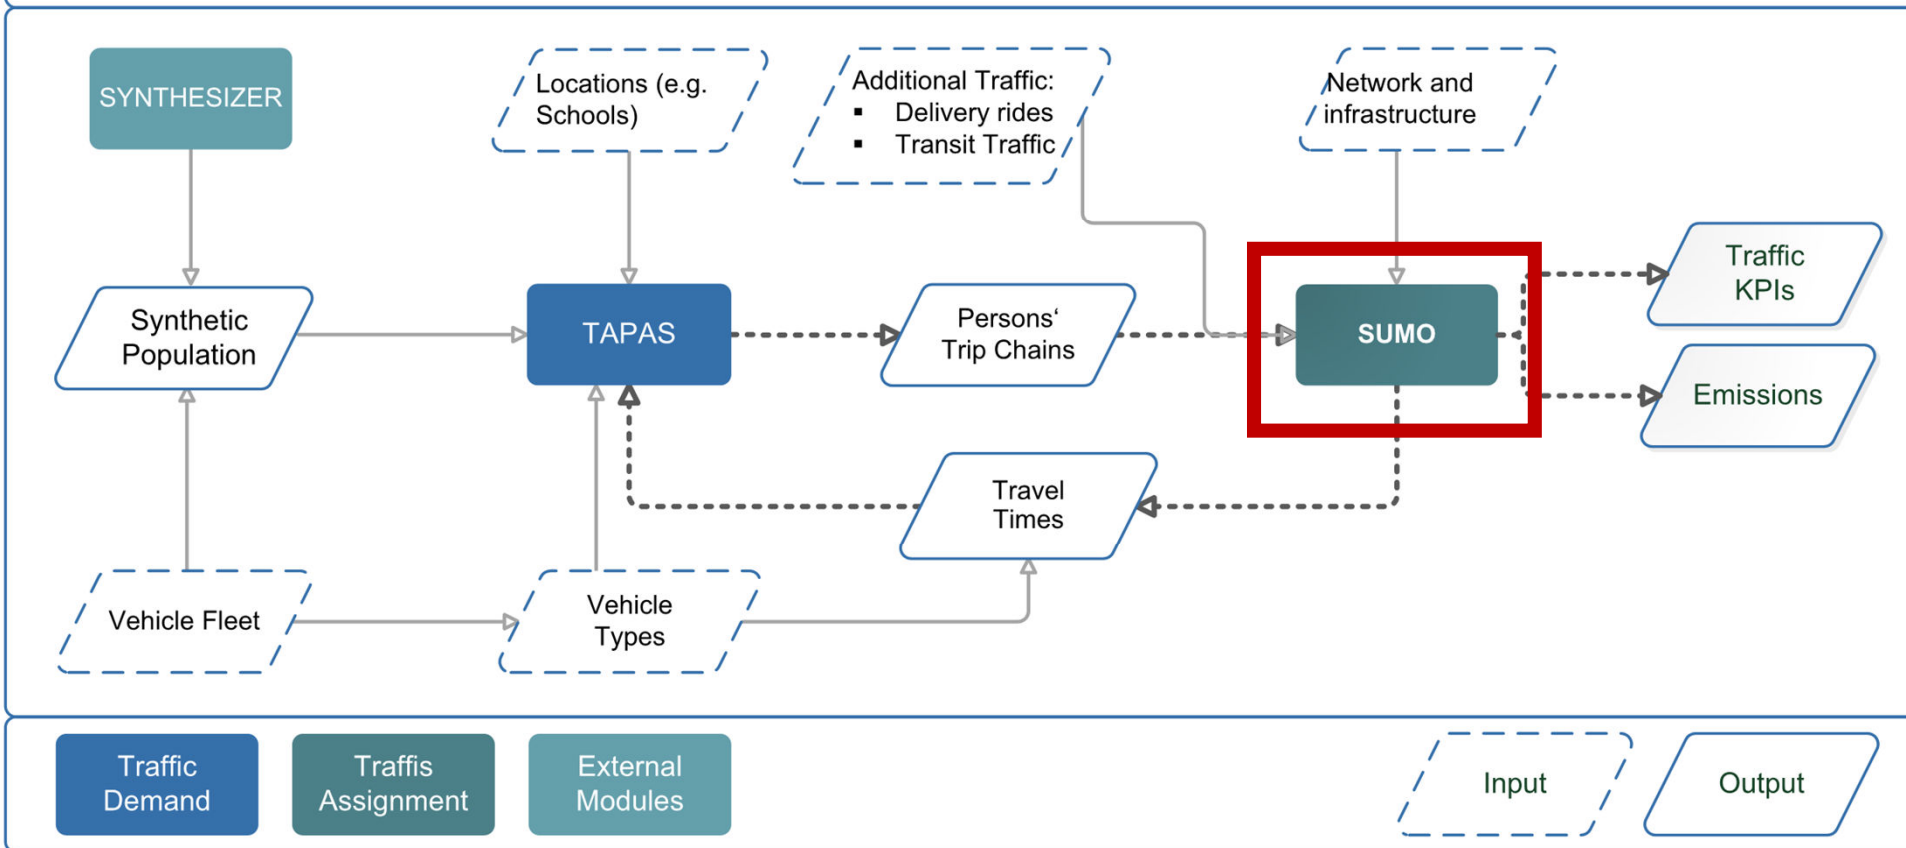 SYNTHESIZER
Locations (e.g.
Schools)
Additional Traffic:
▪ Delivery rides
▪ Transit Traffic
Network and
infrastructure
Synthetic
Population
TAPAS
Persons‘
Trip Chains
SUMO
Traffic
KPIs
Emissions
Travel
Times
Vehicle Fleet
Vehicle
Types
Traffic
Demand
Traffis
Assignment
External
Modules
Input
Output